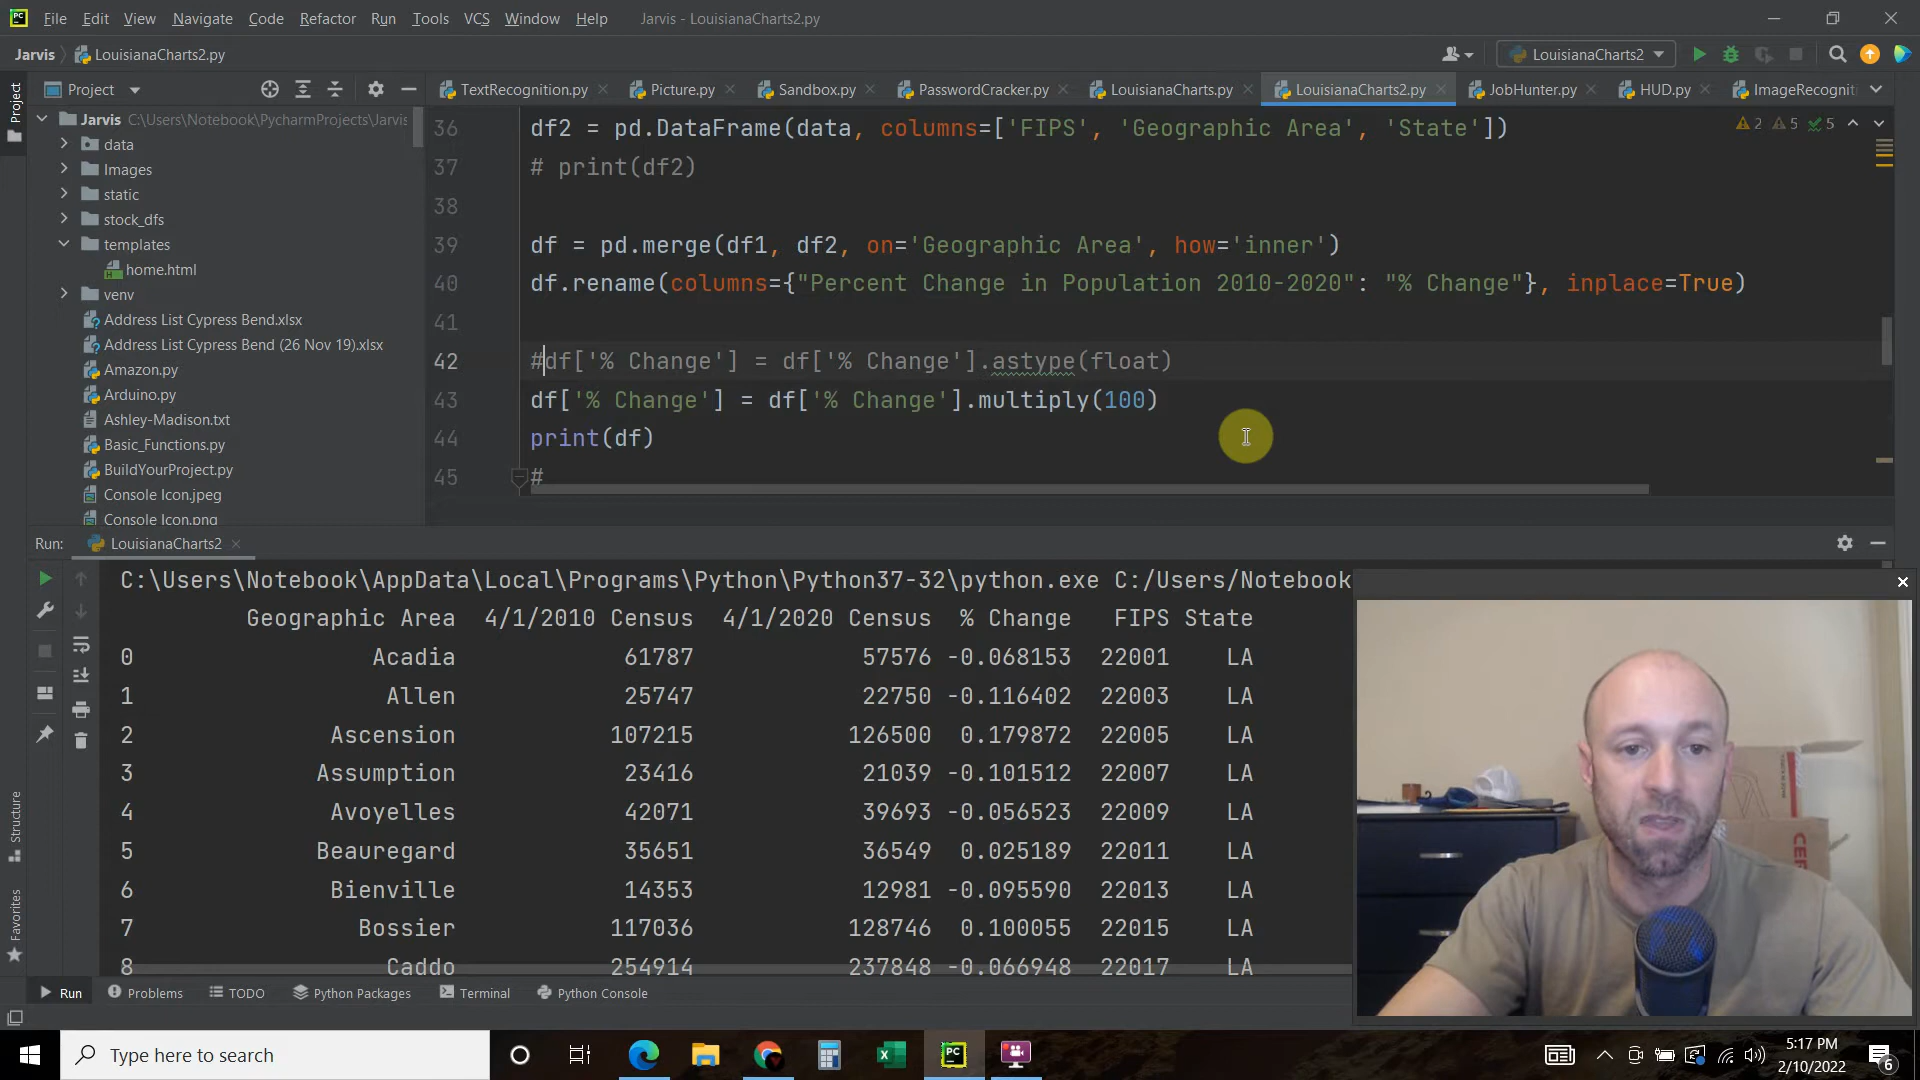 File Edit View Navigate Code Refactor Run Tools VCS Window Help Jarvis - LouisianaCharts2.py
Jarvis LouisianaCharts2.py LouisianaCharts2
Project TextRecognition.py Picture.py Sandbox.py PasswordCracker.py LouisianaCharts.py LouisianaCharts2.py JobHunter.py HUD.py ImageRecogniti
Project
Jarvis C:\Users\Notebook\PycharmProjects\Jarvis
data
Images
static
stock_dfs
templates
home.html
venv
Address List Cypress Bend.xlsx
Address List Cypress Bend (26 Nov 19).xlsx
Amazon.py
Arduino.py
Ashley-Madison.txt
Basic_Functions.py
BuildYourProject.py
Console Icon.jpeg
Console Icon.png
2 5 5
36 df2 = pd.DataFrame(data, columns=['FIPS', 'Geographic Area', 'State'])
37 # print(df2)
38
39 df = pd.merge(df1, df2, on='Geographic Area', how='inner')
40 df.rename(columns={"Percent Change in Population 2010-2020": "% Change"}, inplace=True)
41
42 #df['% Change'] = df['% Change'].astype(float)
43 df['% Change'] = df['% Change'].multiply(100)
44 print(df)
45 #
Run: LouisianaCharts2
C:\Users\Notebook\AppData\Local\Programs\Python\Python37-32\python.exe C:/Users/Notebook
Geographic Area 4/1/2010 Census 4/1/2020 Census % Change FIPS State
0 Acadia 61787 57576 -0.068153 22001 LA
1 Allen 25747 22750 -0.116402 22003 LA
2 Ascension 107215 126500 0.179872 22005 LA
3 Assumption 23416 21039 -0.101512 22007 LA
4 Avoyelles 42071 39693 -0.056523 22009 LA
5 Beauregard 35651 36549 0.025189 22011 LA
6 Bienville 14353 12981 -0.095590 22013 LA
7 Bossier 117036 128746 0.100055 22015 LA
8 Caddo 254914 237848 -0.066948 22017 LA
Structure
Favorites
Run Problems TODO Python Packages Terminal Python Console
Type here to search
PC
5:17 PM
2/10/2022
6